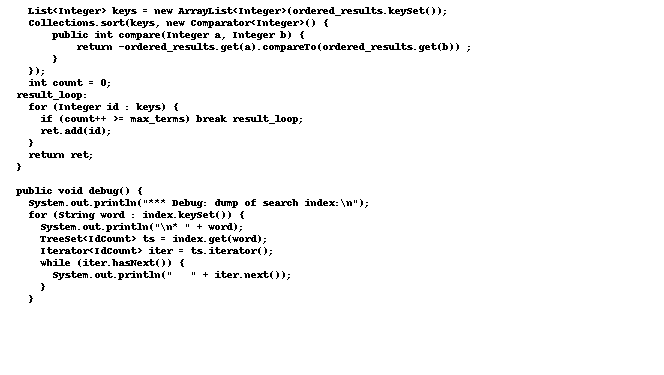 List<Integer> keys = new ArrayList<Integer>(ordered_results.keySet());
Collections.sort(keys, new Comparator<Integer>() {
public int compare(Integer a, Integer b) {
return -ordered_results.get(a).compareTo(ordered_results.get(b)) ;
}
});
int count = 0;
result_loop:
for (Integer id : keys) {
if (count++ >= max_terms) break result_loop;
ret.add(id);
}
return ret;
}
public void debug() {
System.out.println("*** Debug: dump of search index:\n");
for (String word : index.keySet()) {
System.out.println("\n* " + word);
TreeSet<IdCount> ts = index.get(word);
Iterator<IdCount> iter = ts.iterator();
while (iter.hasNext()) {
System.out.println("   " + iter.next());
}
}